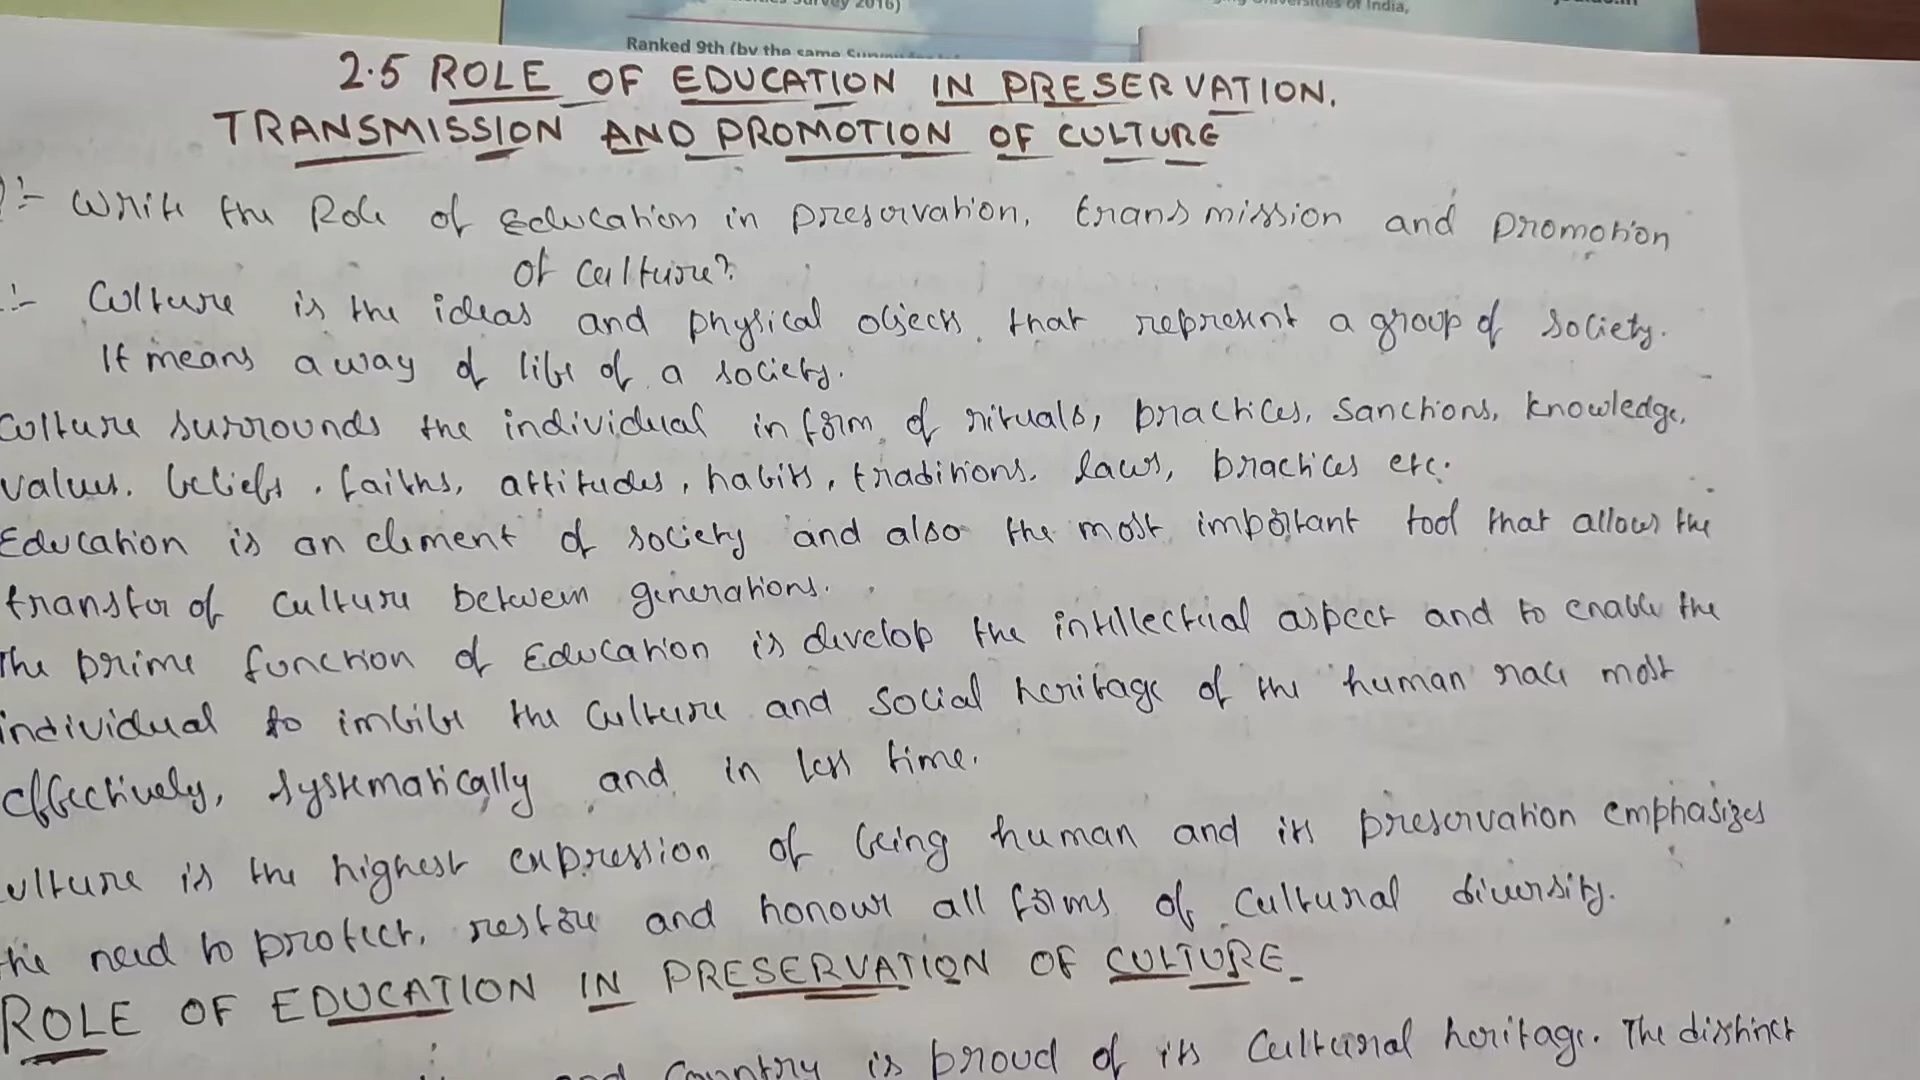 Survey 2016)
Universities of India,
Ranked 9th (by the same Survey
2.5 ROLE OF EDUCATION IN PRESERVATION,
TRANSMISSION AND PROMOTION OF CULTURE
:- Write the Role of Education in preservation, transmission and promotion
of culture?
:- Culture is the ideas and physical objects that represent a group of society.
It means a way of life of a society.
Culture surrounds the individual in form of rituals, practices, sanctions, knowledge,
values, beliefs, faiths, attitudes, habits, traditions, laws, practices etc.
Education is an element of society and also the most important tool that allows the
transfer of culture between generations.
The prime function of Education is develop the intellectual aspect and to enable the
individual to imbibe the culture and social heritage of the human race most
effectively, systematically and in less time.
ulture is the highest expression of being human and its preservation emphasizes
the need to protect, restore and honour all forms of cultural diversity.
ROLE OF EDUCATION IN PRESERVATION OF CULTURE
and country is proud of its cultural heritage. The distinct